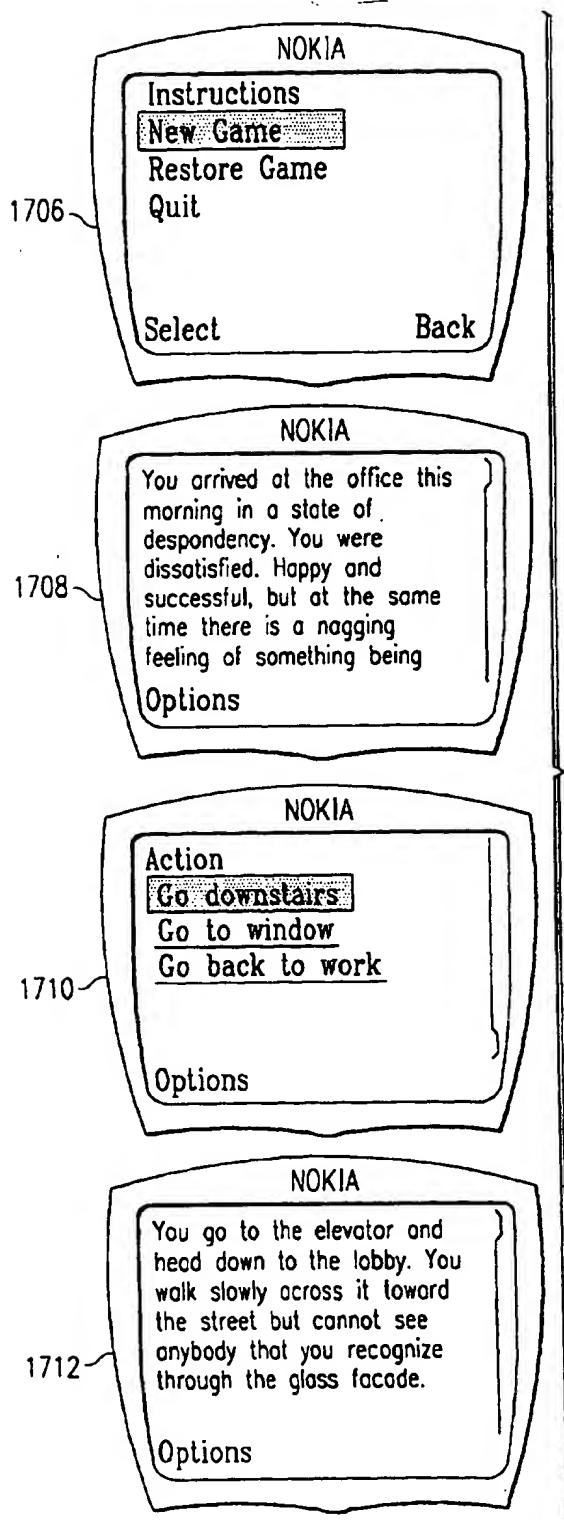 NOKIA
Instructions
New Game
Restore Game
Quit
1706
Select Back
NOKIA
You arrived at the office this
morning in a state of
despondency. You were
dissatisfied. Happy and
successful, but at the same
time there is a nagging
feeling of something being
1708
Options
NOKIA
Action
Go downstairs
Go to window
Go back to work
1710
Options
NOKIA
You go to the elevator and
head down to the lobby. You
walk slowly across it toward
the street but cannot see
anybody that you recognize
through the glass facade.
1712
Options